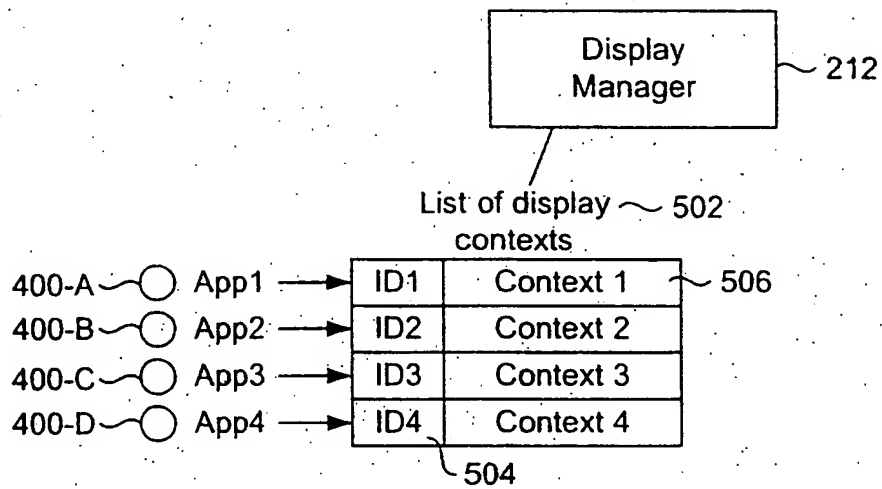 Display
Manager
212
List of display
contexts
502
400-A App1 ID1 Context 1 506
400-B App2 ID2 Context 2
400-C App3 ID3 Context 3
400-D App4 ID4 Context 4
504